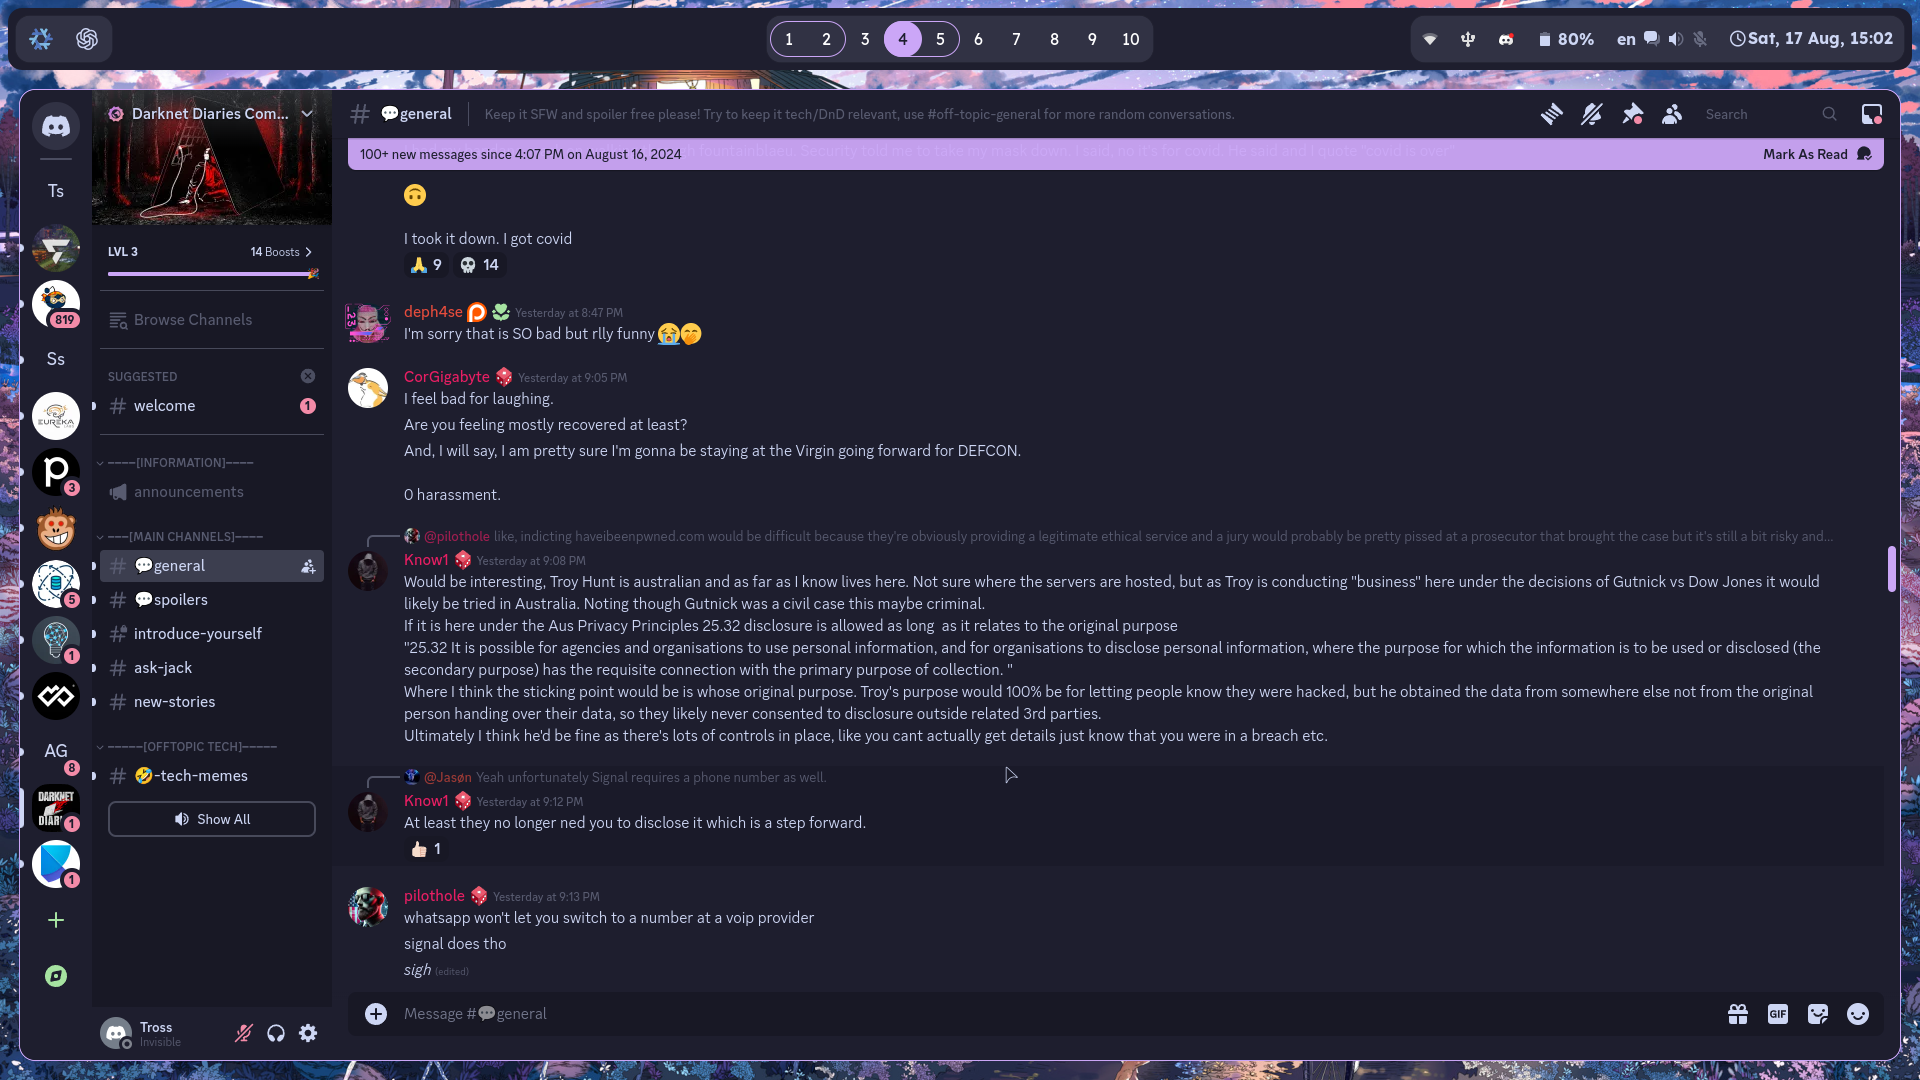 1 2 3 4 5 6 7 8 9 10
80% en Sat, 17 Aug, 15:02
Darknet Diaries Com...
LVL 3 14 Boosts
Browse Channels
SUGGESTED
welcome 1
----[INFORMATION]----
announcements
---[MAIN CHANNELS]----
💬general
💬spoilers
introduce-yourself
ask-jack
new-stories
-----[OFFTOPIC TECH]-----
🤣-tech-memes
Show All
Ts
819
Ss
EUREKA
p
3
5
1
AG
8
DARKNET
DIARI
1
1
Tross
Invisible
💬general Keep it SFW and spoiler free please! Try to keep it tech/DnD relevant, use #off-topic-general for more random conversations. Search
100+ new messages since 4:07 PM on August 16, 2024 Mark As Read
🙃
I took it down. I got covid
🙏 9 💀 14
deph4se Yesterday at 8:47 PM
I'm sorry that is SO bad but rlly funny 😭🤭
CorGigabyte Yesterday at 9:05 PM
I feel bad for laughing.
Are you feeling mostly recovered at least?
And, I will say, I am pretty sure I'm gonna be staying at the Virgin going forward for DEFCON.
0 harassment.
@pilothole like, indicting haveibeenpwned.com would be difficult because they're obviously providing a legitimate ethical service and a jury would probably be pretty pissed at a prosecutor that brought the case but it's still a bit risky and...
Know1 Yesterday at 9:08 PM
Would be interesting, Troy Hunt is australian and as far as I know lives here. Not sure where the servers are hosted, but as Troy is conducting "business" here under the decisions of Gutnick vs Dow Jones it would
likely be tried in Australia. Noting though Gutnick was a civil case this maybe criminal.
If it is here under the Aus Privacy Principles 25.32 disclosure is allowed as long  as it relates to the original purpose
"25.32 It is possible for agencies and organisations to use personal information, and for organisations to disclose personal information, where the purpose for which the information is to be used or disclosed (the
secondary purpose) has the requisite connection with the primary purpose of collection. "
Where I think the sticking point would be is whose original purpose. Troy's purpose would 100% be for letting people know they were hacked, but he obtained the data from somewhere else not from the original
person handing over their data, so they likely never consented to disclosure outside related 3rd parties.
Ultimately I think he'd be fine as there's lots of controls in place, like you cant actually get details just know that you were in a breach etc.
@Jasøn Yeah unfortunately Signal requires a phone number as well.
Know1 Yesterday at 9:12 PM
At least they no longer ned you to disclose it which is a step forward.
👍🏻 1
pilothole Yesterday at 9:13 PM
whatsapp won't let you switch to a number at a voip provider
signal does tho
sigh (edited)
Message #💬general
GIF